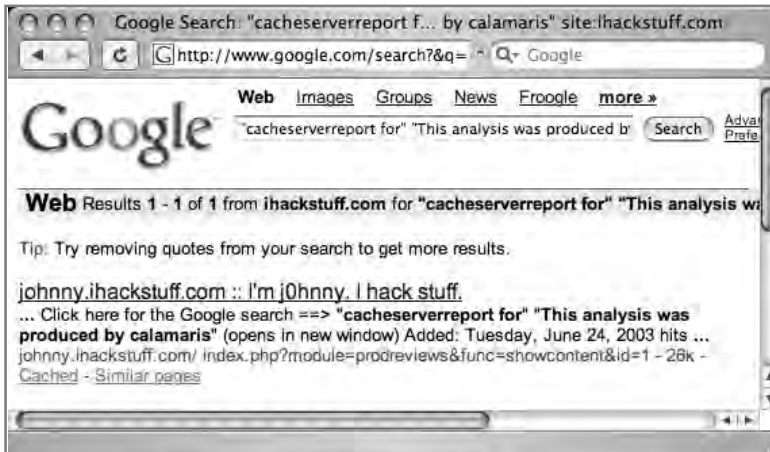 Google Search: "cacheserverreport f... by calamaris" site:ihackstuff.com
http://www.google.com/search?&q= Google
Web Images Groups News Froogle more »
Google
"cacheserverreport for" "This analysis was produced b Search
Web Results 1 - 1 of 1 from ihackstuff.com for "cacheserverreport for" "This analysis wa
Tip: Try removing quotes from your search to get more results.
johnny.ihackstuff.com :: I'm j0hnny. I hack stuff.
... Click here for the Google search ==> "cacheserverreport for" "This analysis was
produced by calamaris" (opens in new window) Added: Tuesday, June 24, 2003 hits ...
johnny.ihackstuff.com/ index.php?module=prodreviews&func=showcontent&id=1 - 26k -
Cached - Similar pages